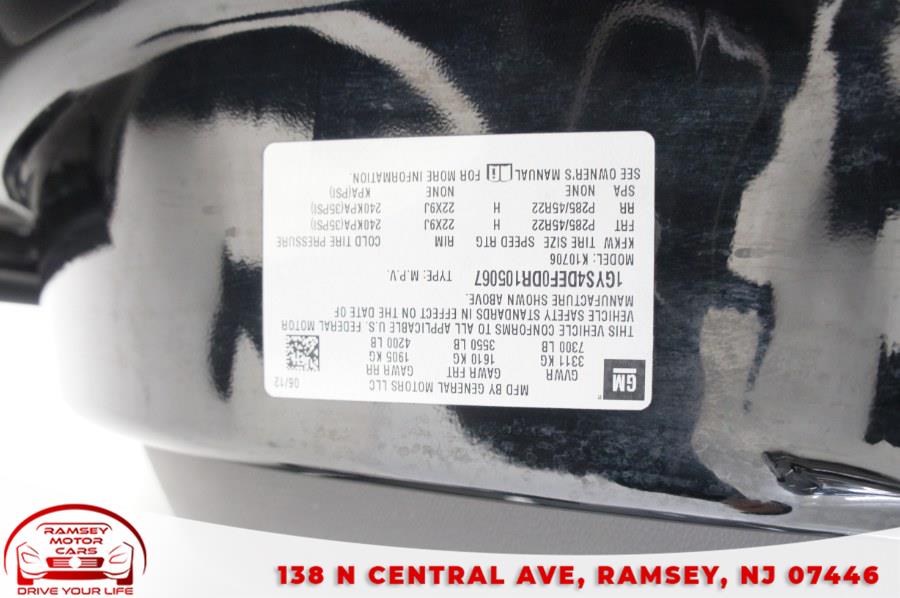 MFD BY GENERAL MOTORS LLC 06/12
GM
GVWR GAWR FRT GAWR RR
3311 KG 1610 KG 1905 KG
7300 LB 3550 LB 4200 LB
THIS VEHICLE CONFORMS TO ALL APPLICABLE U.S. FEDERAL MOTOR
VEHICLE SAFETY STANDARDS IN EFFECT ON THE DATE OF
MANUFACTURE SHOWN ABOVE.
1GYS4DEF0DR105067 TYPE: M.P.V.
MODEL: K10706
KFKW TIRE SIZE SPEED RTG RIM COLD TIRE PRESSURE
FRT P285/45R22 H 22X9J 240KPA(35PSI)
RR P285/45R22 H 22X9J 240KPA(35PSI)
SPA NONE NONE KPA(PSI)
SEE OWNER'S MANUAL FOR MORE INFORMATION.
RAMSEY
MOTOR
CARS
DRIVE YOUR LIFE
138 N CENTRAL AVE, RAMSEY, NJ 07446